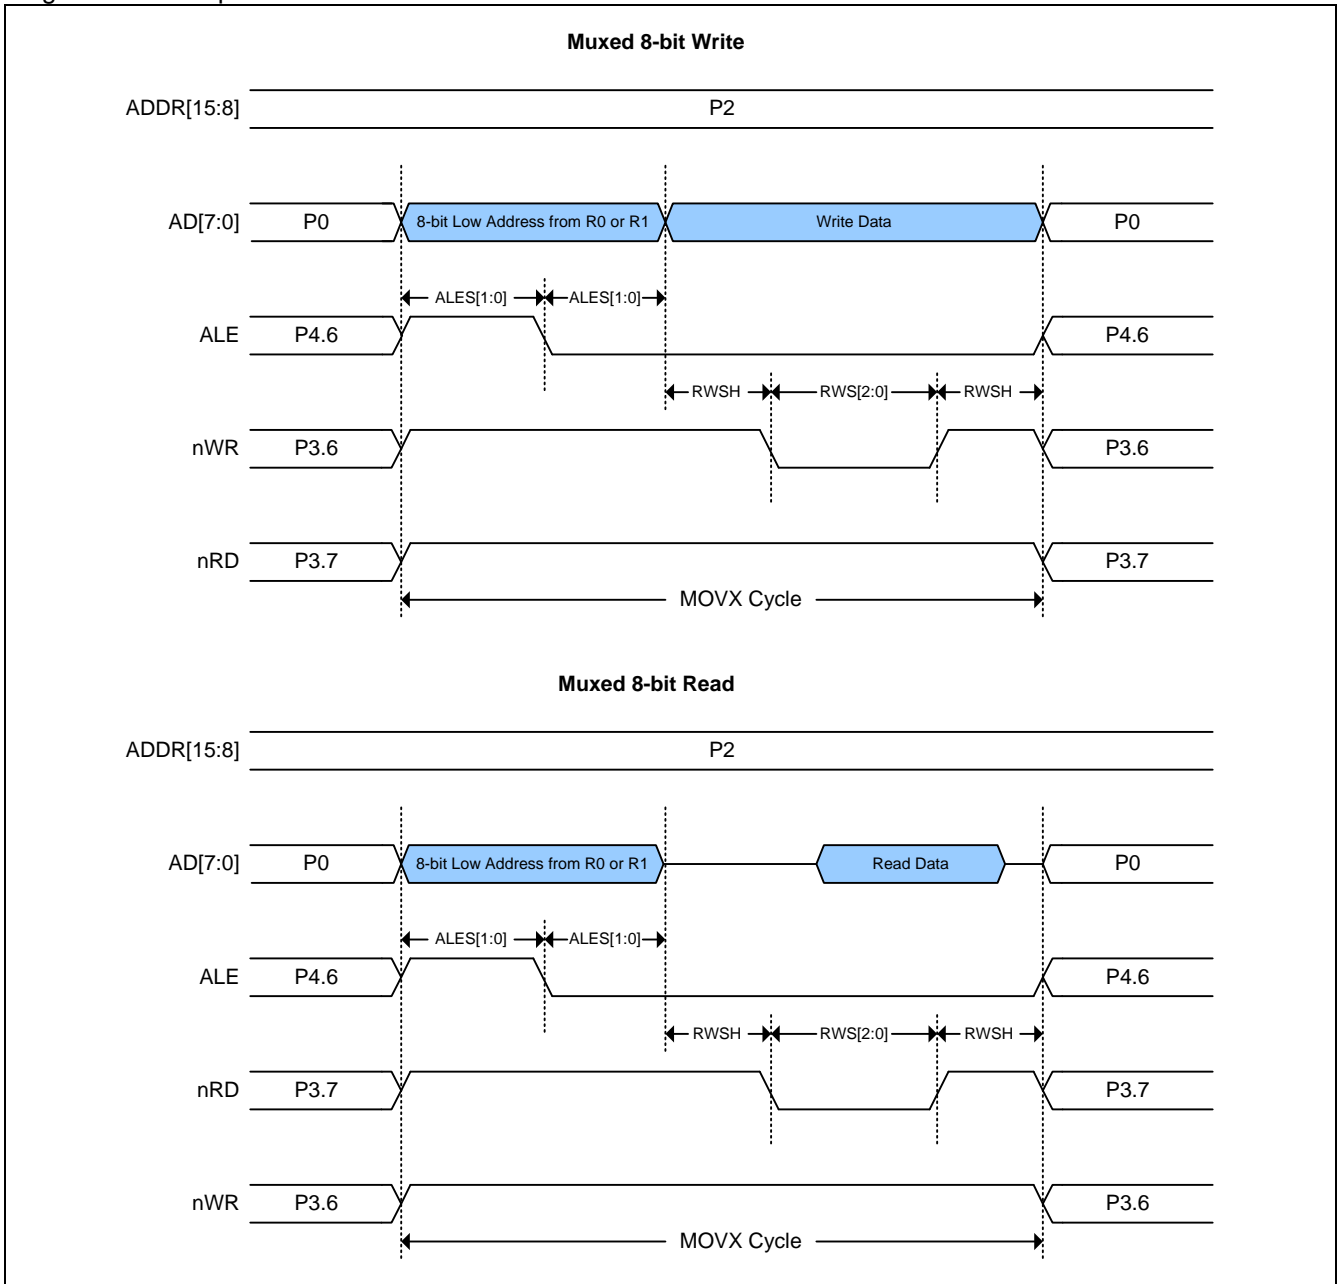 Muxed 8-bit Write
ADDR[15:8] P2
AD[7:0] P0 8-bit Low Address from R0 or R1 Write Data P0
ALES[1:0] ALES[1:0]
ALE P4.6 P4.6
RWSH RWS[2:0] RWSH
nWR P3.6 P3.6
nRD P3.7 P3.7
MOVX Cycle
Muxed 8-bit Read
ADDR[15:8] P2
AD[7:0] P0 8-bit Low Address from R0 or R1 Read Data P0
ALES[1:0] ALES[1:0]
ALE P4.6 P4.6
RWSH RWS[2:0] RWSH
nRD P3.7 P3.7
nWR P3.6 P3.6
MOVX Cycle